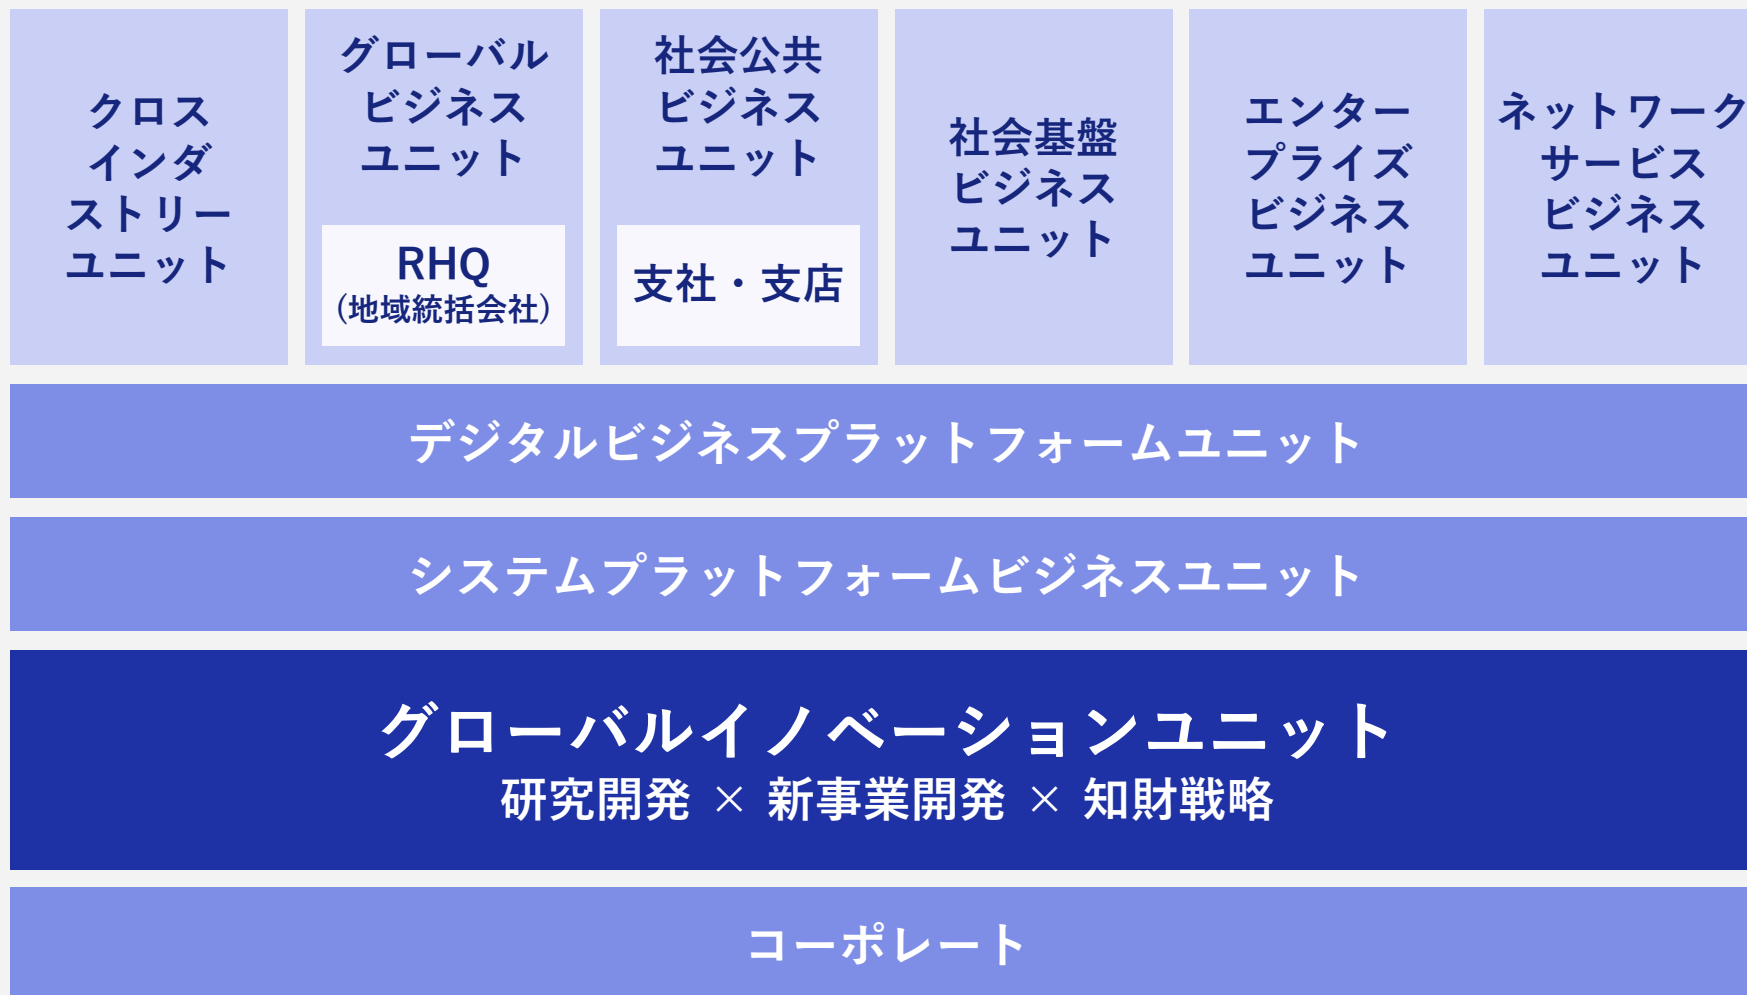 クロス
インダ
ストリー
ユニット
グローバル
ビジネス
ユニット
RHQ
(地域統括会社)
社会公共
ビジネス
ユニット
支社・支店
社会基盤
ビジネス
ユニット
エンター
プライズ
ビジネス
ユニット
ネットワーク
サービス
ビジネス
ユニット
デジタルビジネスプラットフォームユニット
システムプラットフォームビジネスユニット
グローバルイノベーションユニット
研究開発 × 新事業開発 × 知財戦略
コーポレート